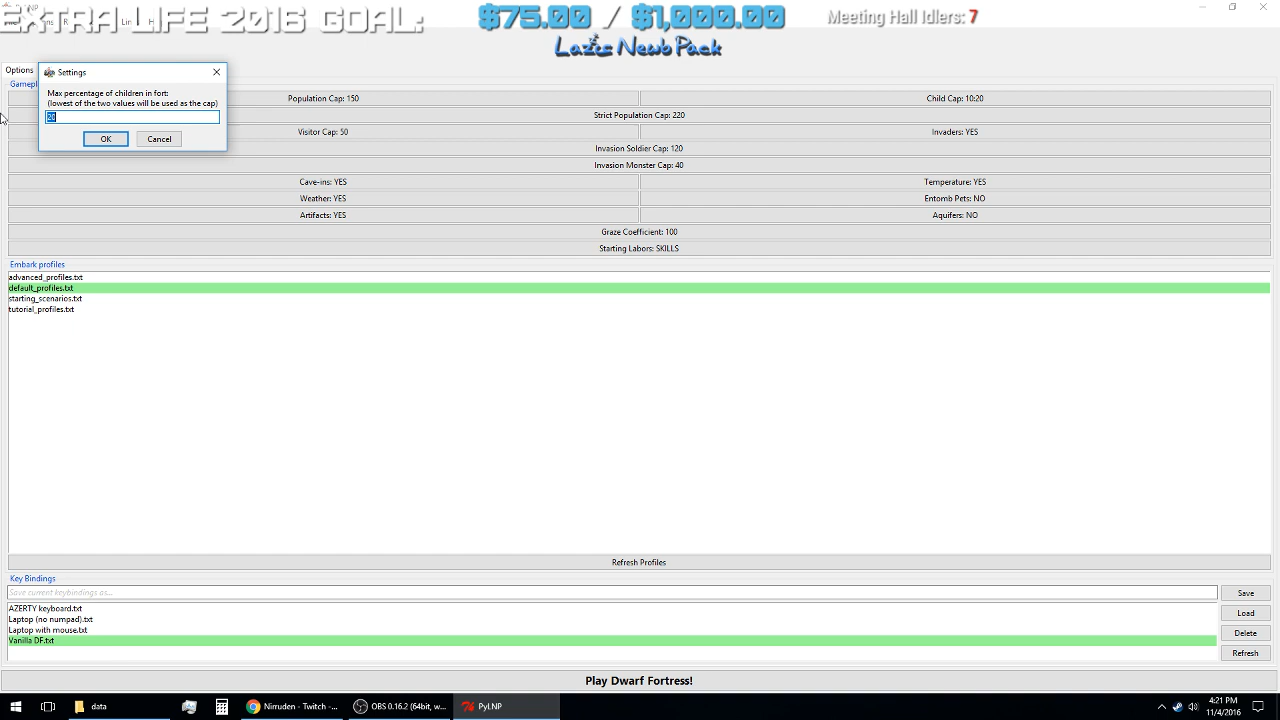 EXTRA LIFE 2016 GOAL: $75.00 / $1,000.00
Meeting Hall Idlers: 7
Lazy Newb Pack
Options
Settings
Max percentage of children in fort:
(lowest of the two values will be used as the cap)
20
OK Cancel
Population Cap: 150
Child Cap: 10:20
Strict Population Cap: 220
Visitor Cap: 50
Invaders: YES
Invasion Soldier Cap: 120
Invasion Monster Cap: 40
Cave-ins: YES
Temperature: YES
Weather: YES
Entomb Pets: NO
Artifacts: YES
Aquifers: NO
Graze Coefficient: 100
Starting Labors: SKILLS
Embark profiles
advanced_profiles.txt
default_profiles.txt
starting_scenarios.txt
tutorial_profiles.txt
Refresh Profiles
Key Bindings
Save current keybindings as...
Save
AZERTY keyboard.txt
Laptop (no numpad).txt
Laptop with mouse.txt
Vanilla DF.txt
Load
Delete
Refresh
Play Dwarf Fortress!
data
Nirruden - Twitch -...
OBS 0.16.2 (64bit, w...
PyLNP
4:21 PM
11/4/2016